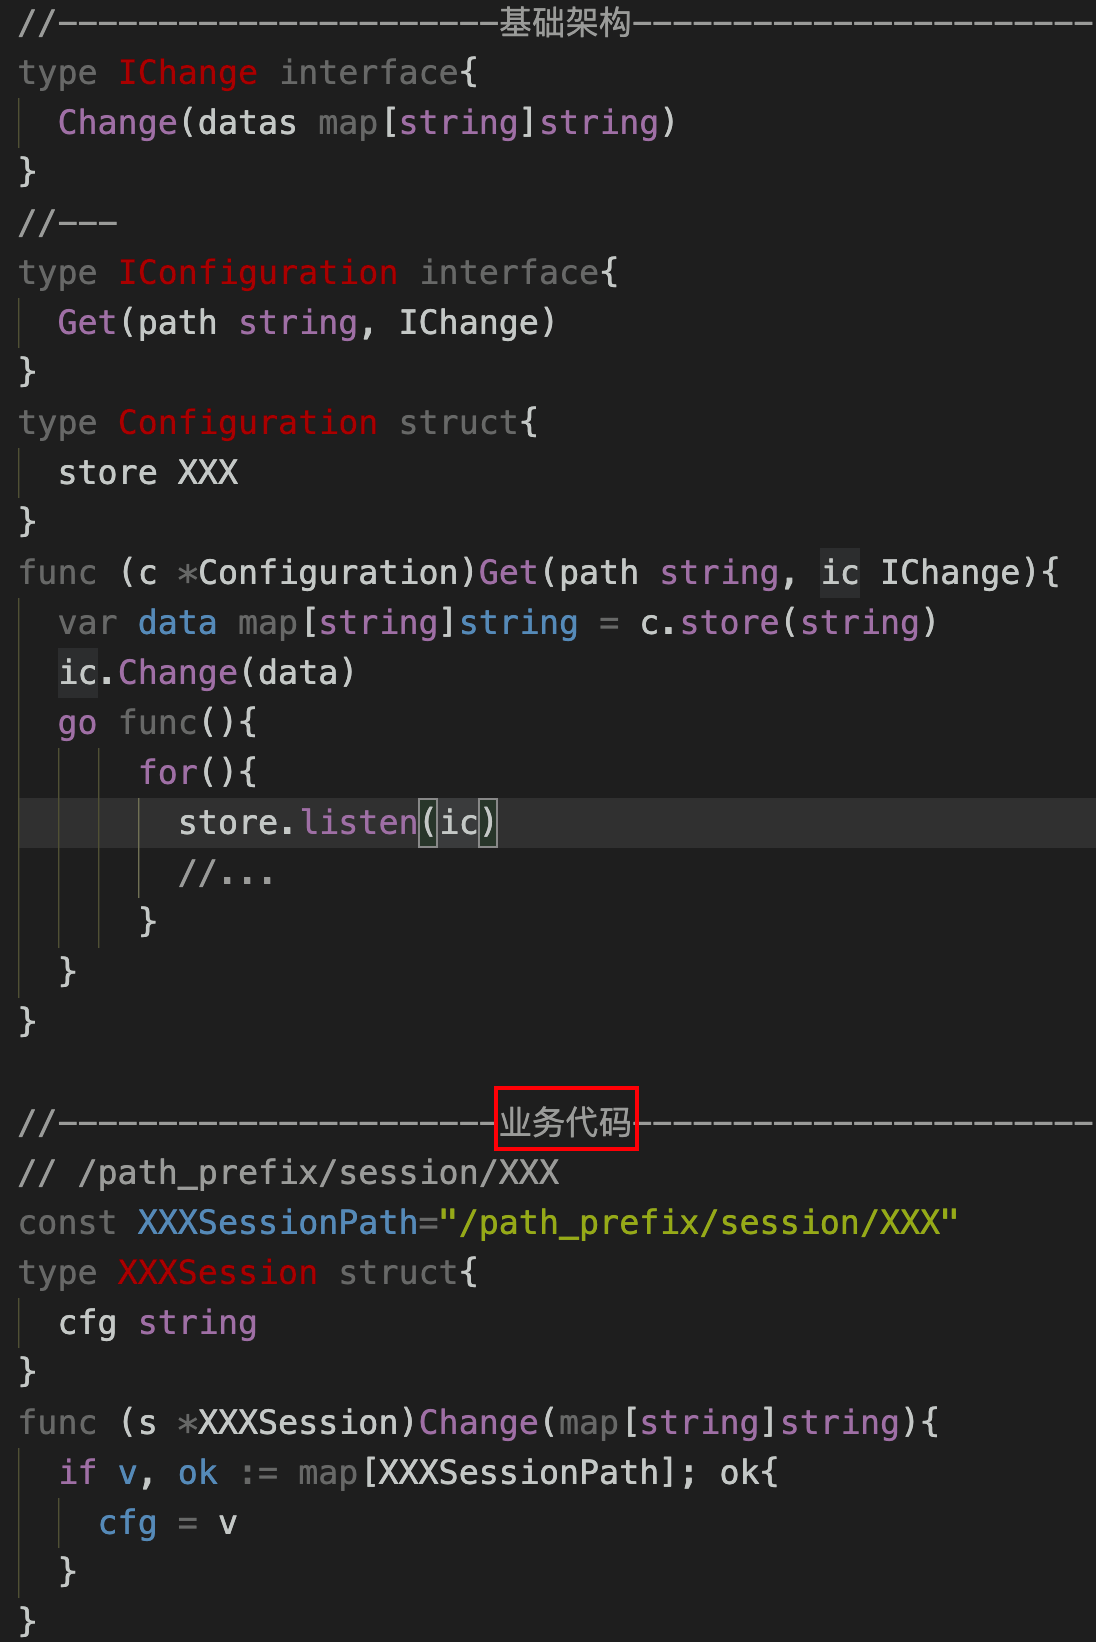 //----------------------基础架构-----------------------
type IChange interface{
  Change(datas map[string]string)
}
//---
type IConfiguration interface{
  Get(path string, IChange)
}
type Configuration struct{
  store XXX
}
func (c *Configuration)Get(path string, ic IChange){
  var data map[string]string = c.store(string)
  ic.Change(data)
  go func(){
      for(){
        store.listen(ic)
        //...
      }
  }
}
//----------------------业务代码-----------------------
// /path_prefix/session/XXX
const XXXSessionPath="/path_prefix/session/XXX"
type XXXSession struct{
  cfg string
}
func (s *XXXSession)Change(map[string]string){
  if v, ok := map[XXXSessionPath]; ok{
    cfg = v
  }
}